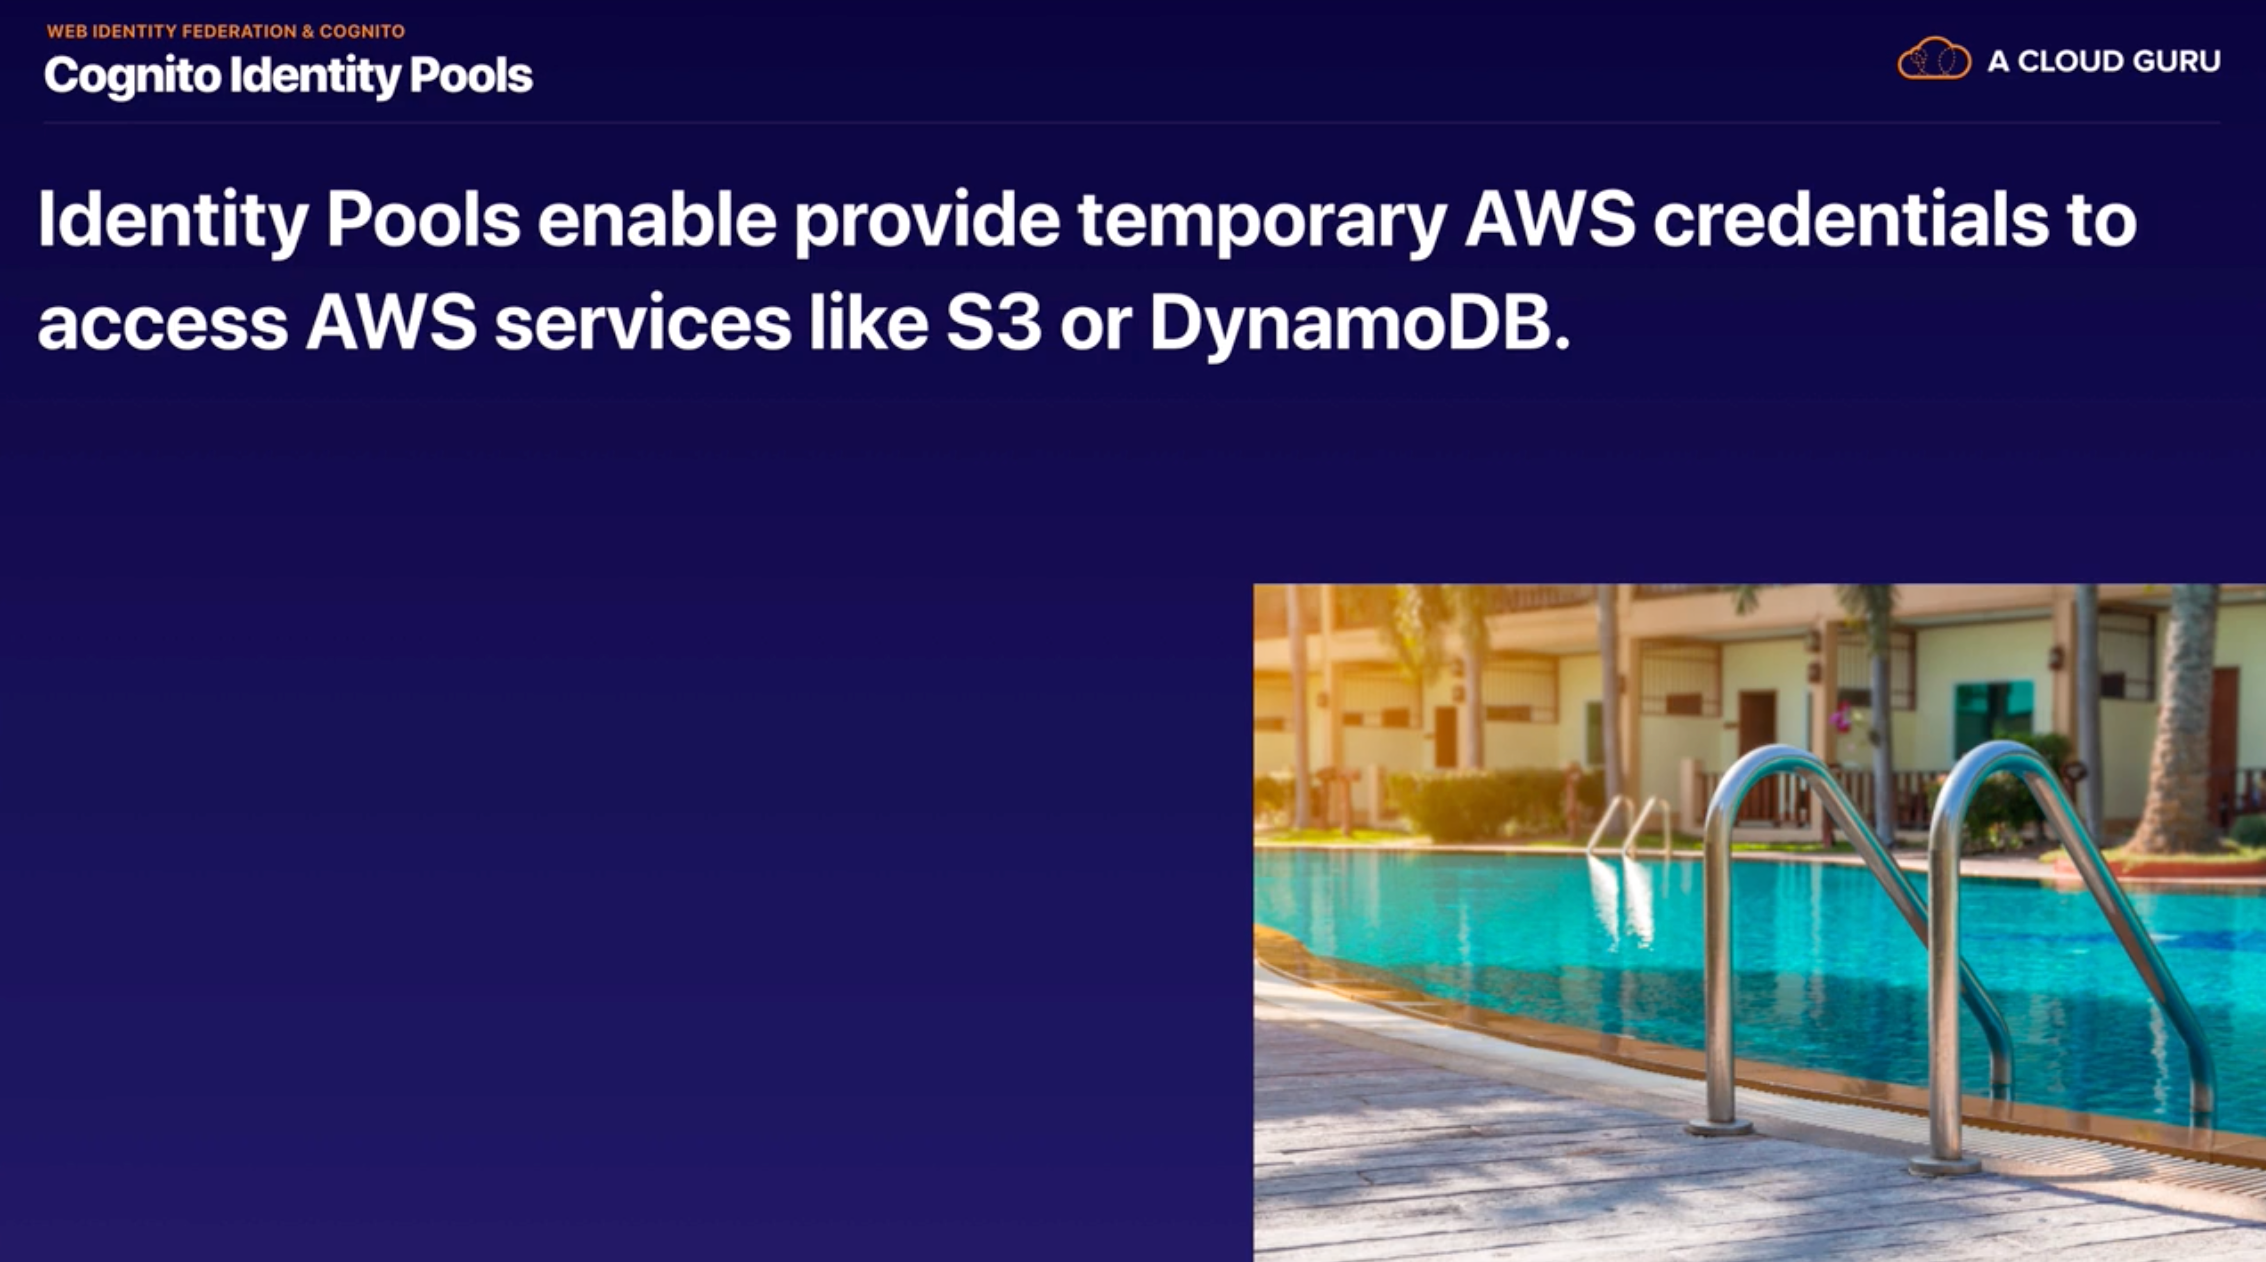 WEB IDENTITY FEDERATION & COGNITO
Cognito Identity Pools
A CLOUD GURU
Identity Pools enable provide temporary AWS credentials to
access AWS services like S3 or DynamoDB.